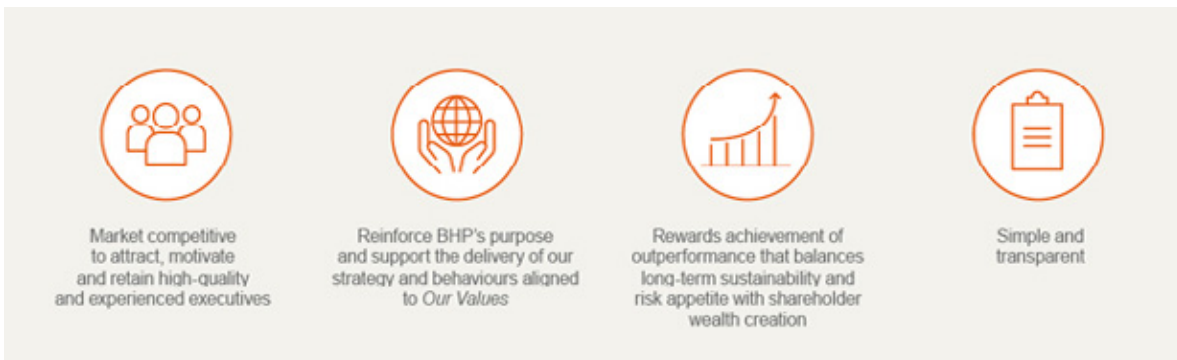 Market competitive
to attract, motivate
and retain high-quality
and experienced executives
Reinforce BHP's purpose
and support the delivery of our
strategy and behaviours aligned
to Our Values
Rewards achievement of
outperformance that balances
long-term sustainability and
risk appetite with shareholder
wealth creation
Simple and
transparent